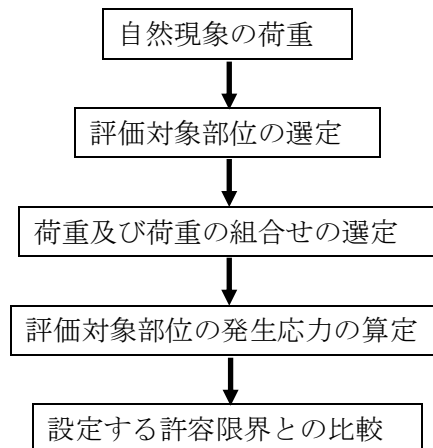 自然現象の荷重
評価対象部位の選定
荷重及び荷重の組合せの選定
評価対象部位の発生応力の算定
設定する許容限界との比較